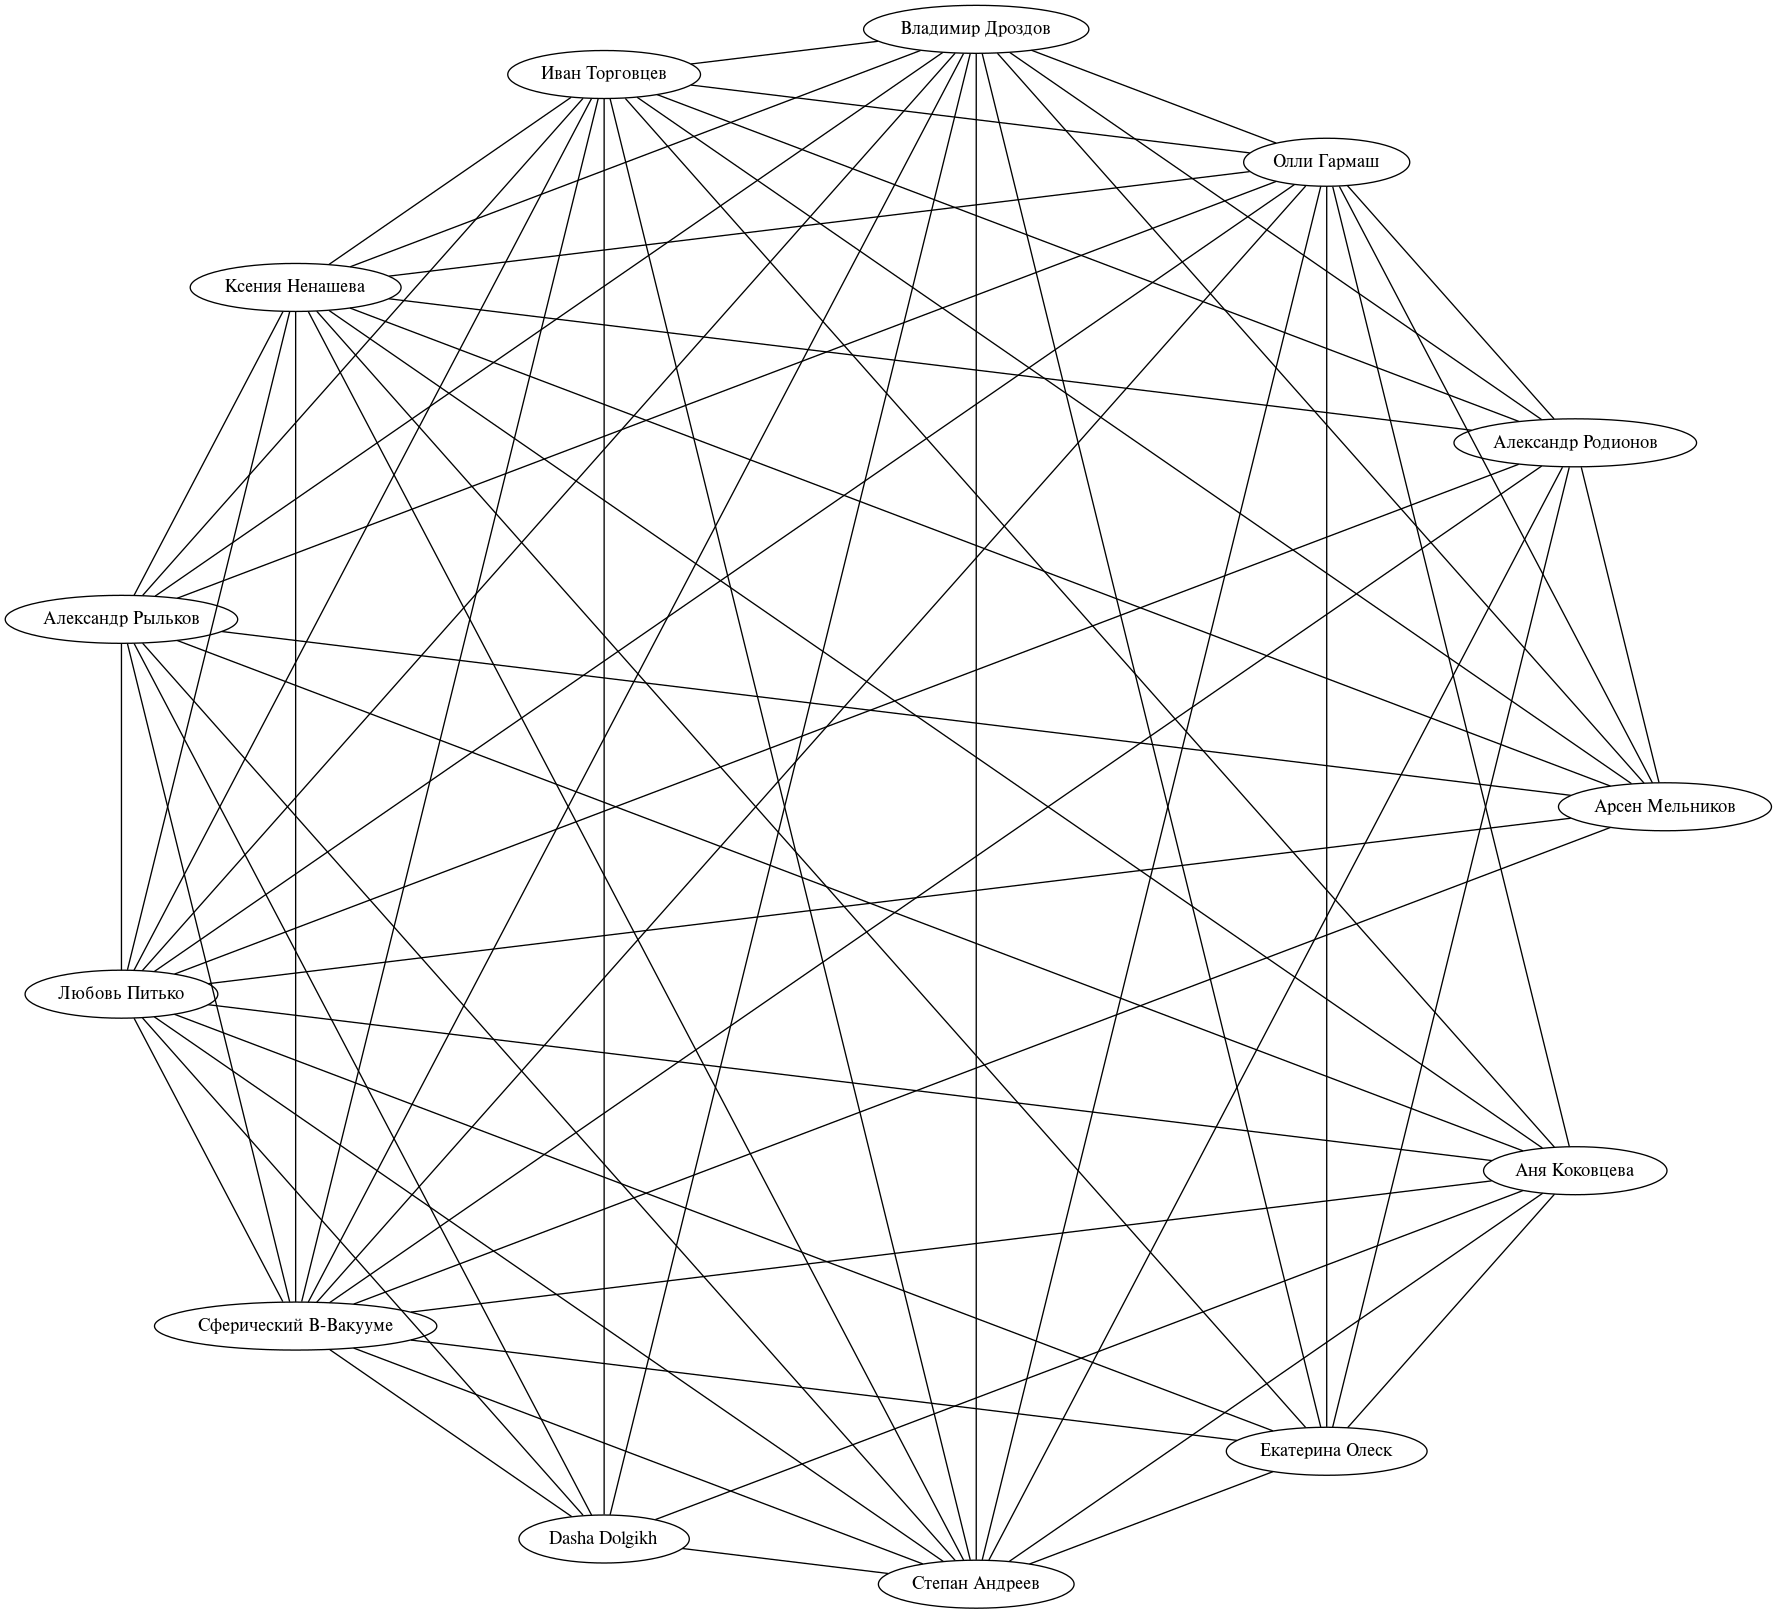 Владимир Дроздов
Иван Торговцев
Олли Гармаш
Ксения Ненашева
Александр Родионов
Александр Рыльков
Арсен Мельников
Любовь Питько
Аня Коковцева
Сферический В-Вакууме
Екатерина Олеск
Dasha Dolgikh
Степан Андреев